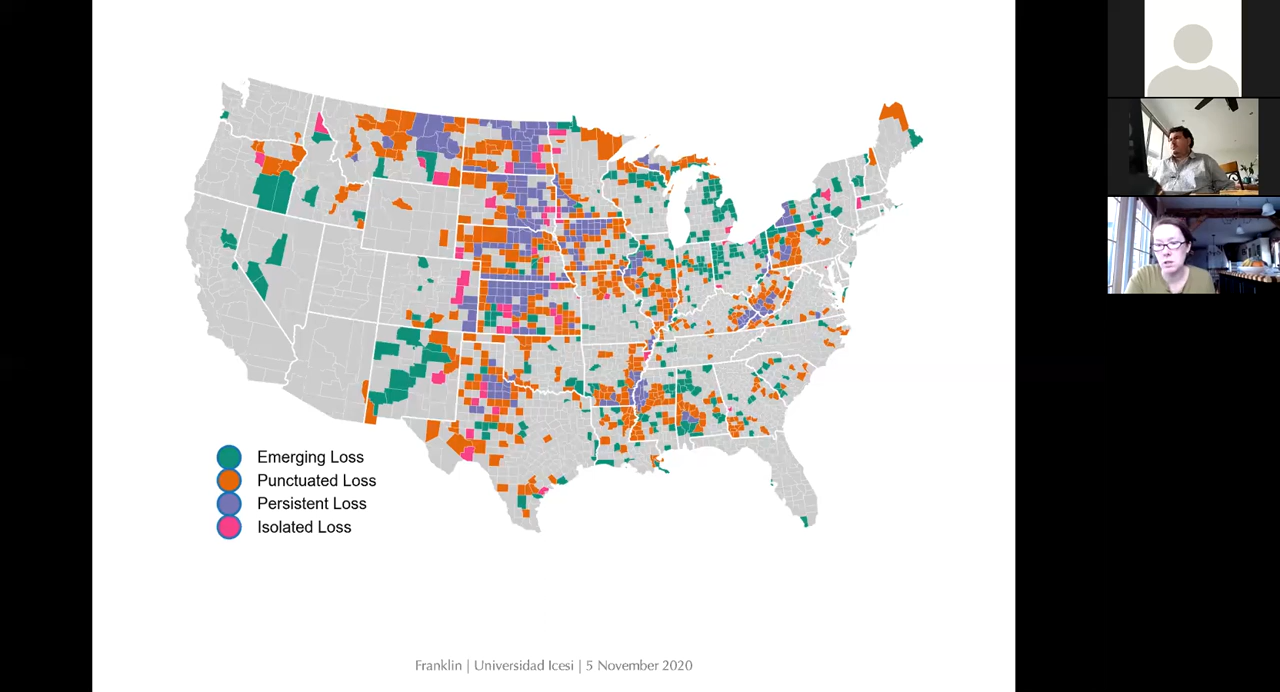 Emerging Loss
Punctuated Loss
Persistent Loss
Isolated Loss
Franklin | Universidad Icesi | 5 November 2020